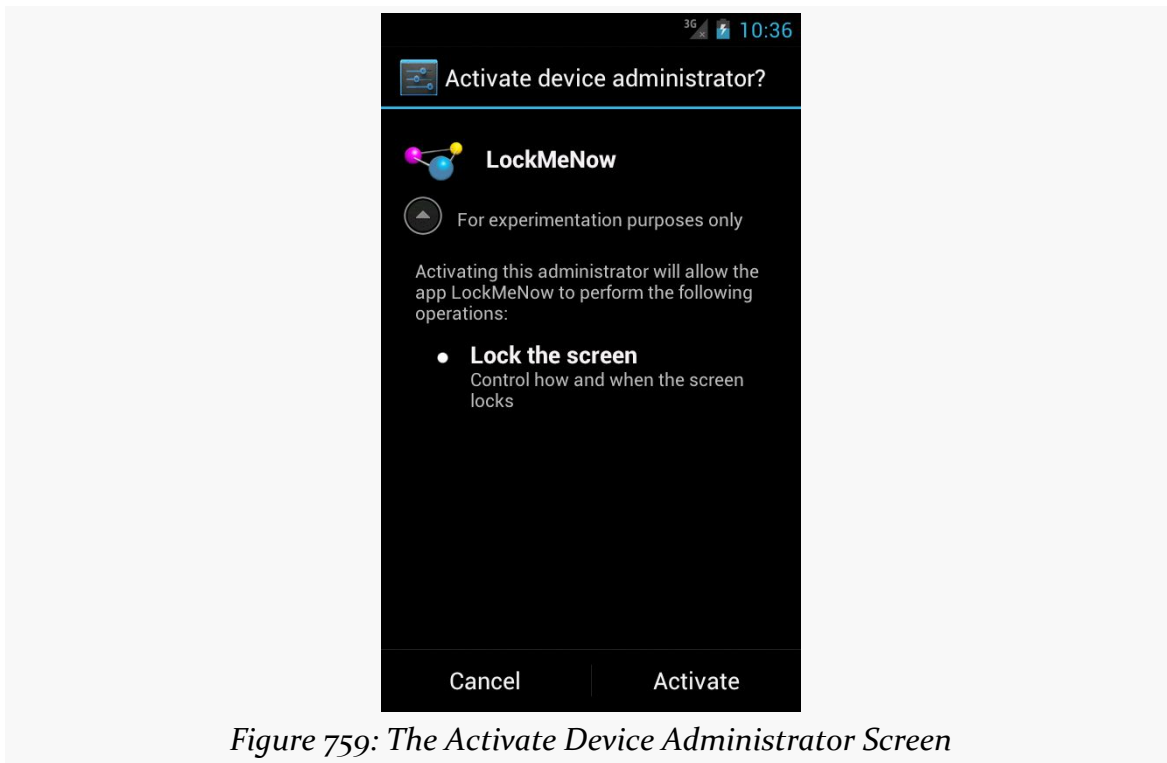 3G 10:36
Activate device administrator?
LockMeNow
For experimentation purposes only
Activating this administrator will allow the
app LockMeNow to perform the following
operations:
Lock the screen
Control how and when the screen
locks
Cancel Activate
Figure 759: The Activate Device Administrator Screen